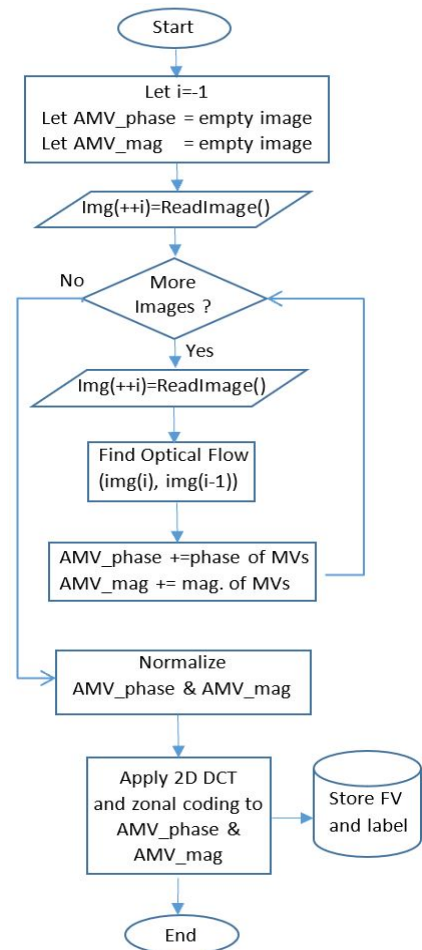 Start
Let i=-1
Let AMV_phase = empty image
Let AMV_mag = empty image
Img(++i)=ReadImage()
No
More
Images ?
Yes
Img(++i)=ReadImage()
Find Optical Flow
(img(i), img(i-1))
AMV_phase +=phase of MVs
AMV_mag += mag. of MVs
Normalize
AMV_phase & AMV_mag
Apply 2D DCT
and zonal coding to
AMV_phase &
AMV_mag
Store FV
and label
End